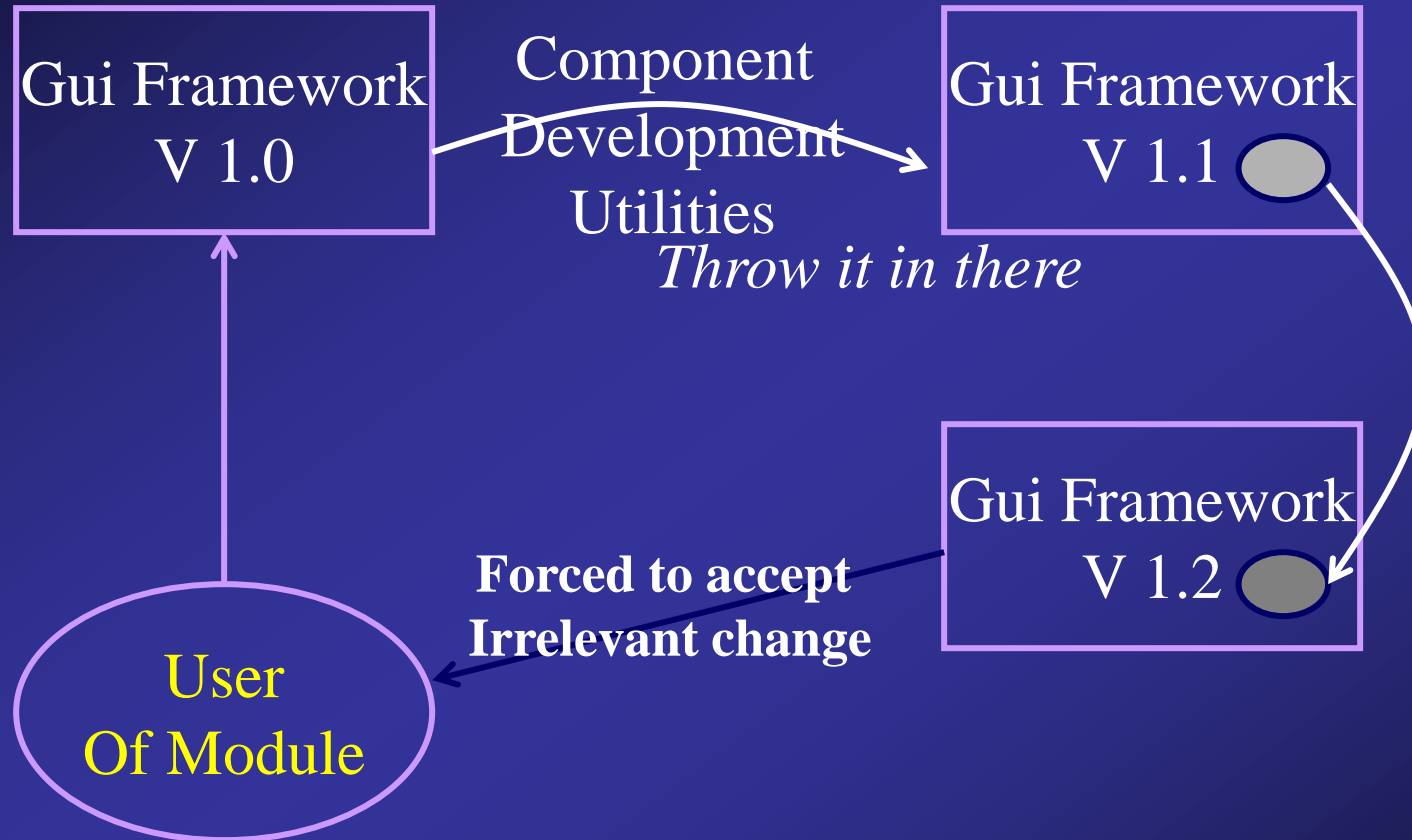 Gui Framework
V 1.0
Component
Development
Utilities
Throw it in there
Gui Framework
V 1.1
Gui Framework
V 1.2
Forced to accept
Irrelevant change
User
Of Module